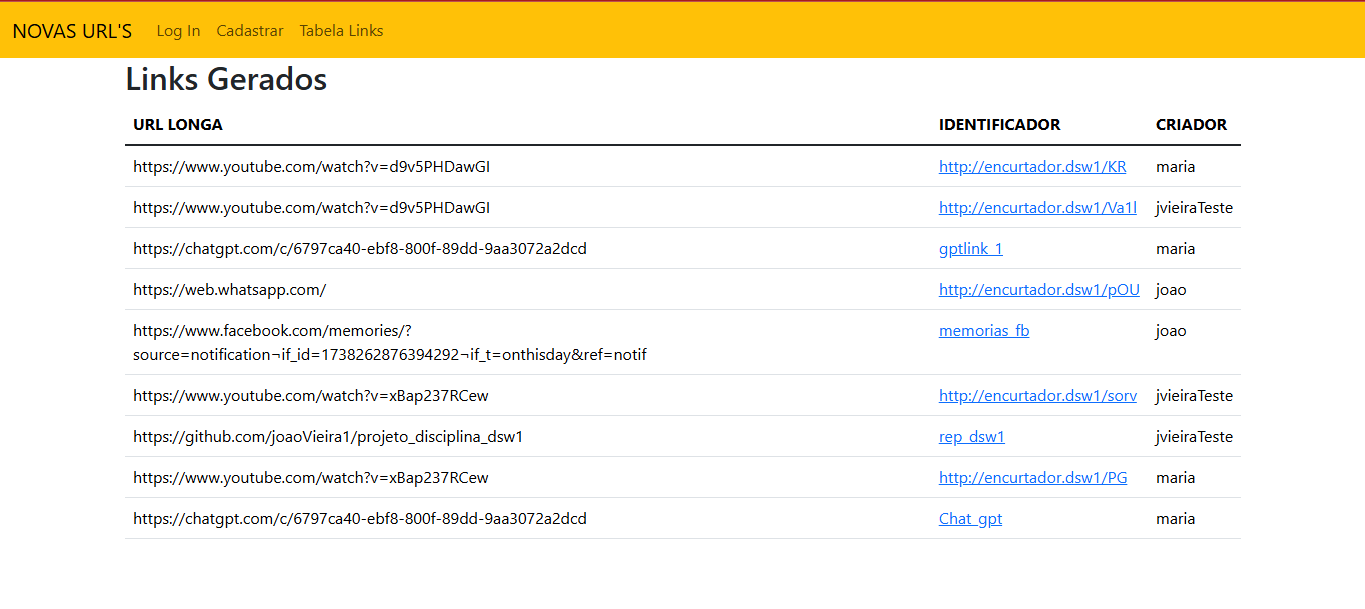 NOVAS URL'S Log In Cadastrar Tabela Links
Links Gerados
URL LONGA IDENTIFICADOR CRIADOR
https://www.youtube.com/watch?v=d9v5PHDawGI http://encurtador.dsw1/KR maria
https://www.youtube.com/watch?v=d9v5PHDawGI http://encurtador.dsw1/Va1l jvieiraTeste
https://chatgpt.com/c/6797ca40-ebf8-800f-89dd-9aa3072a2dcd gptlink_1 maria
https://web.whatsapp.com/ http://encurtador.dsw1/pOU joao
https://www.facebook.com/memories/? memorias_fb joao
source=notification¬if_id=1738262876394292¬if_t=onthisday&ref=notif
https://www.youtube.com/watch?v=xBap237RCew http://encurtador.dsw1/sorv jvieiraTeste
https://github.com/joaoVieira1/projeto_disciplina_dsw1 rep_dsw1 jvieiraTeste
https://www.youtube.com/watch?v=xBap237RCew http://encurtador.dsw1/PG maria
https://chatgpt.com/c/6797ca40-ebf8-800f-89dd-9aa3072a2dcd Chat_gpt maria